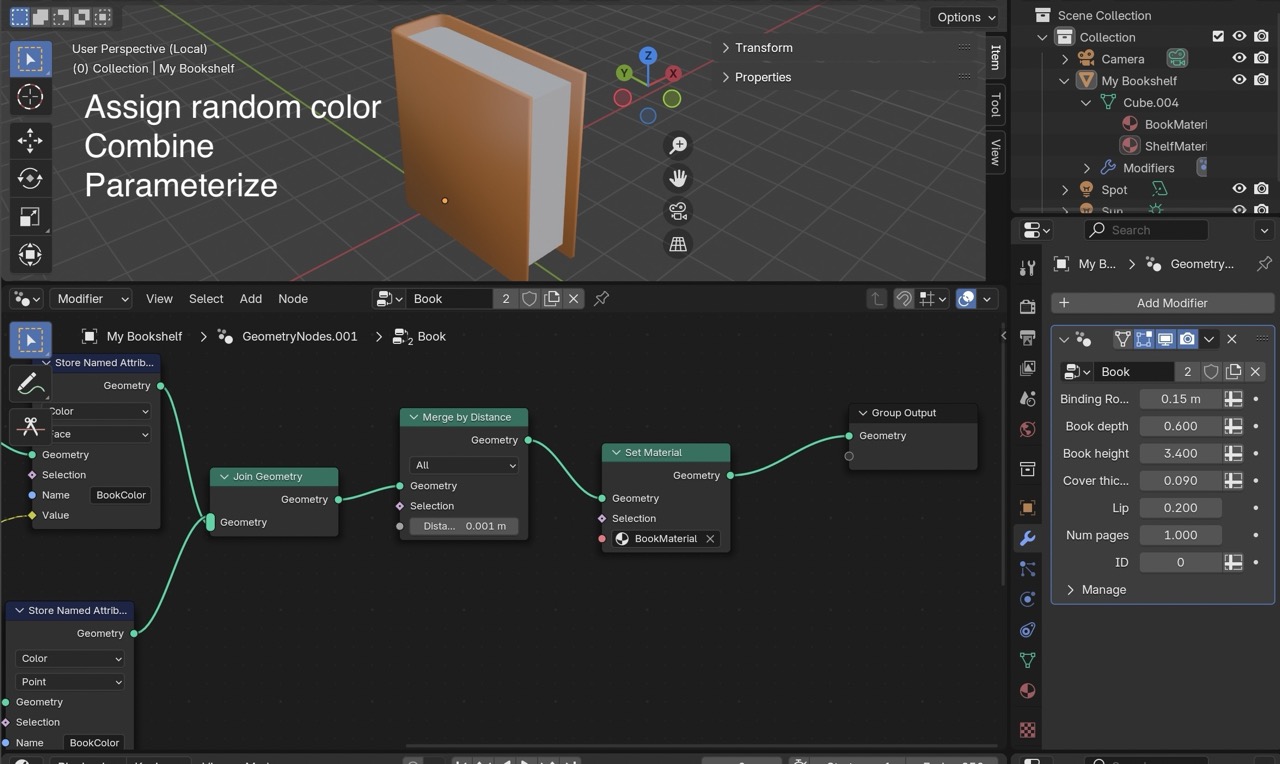 Options
User Perspective (Local)
(0) Collection | My Bookshelf
Assign random color
Combine
Parameterize
Z
Y
X
Transform
Properties
Item
Tool
View
Scene Collection
Collection
Camera
My Bookshelf
Cube.004
BookMateri
ShelfMateri
Modifiers
Spot
Sun
Search
My B...
Geometry...
Add Modifier
Book
2
Binding Ro...
0.15 m
Book depth
0.600
Book height
3.400
Cover thic...
0.090
Lip
0.200
Num pages
1.000
ID
0
Manage
Modifier
View
Select
Add
Node
Book
2
My Bookshelf
GeometryNodes.001
2 Book
Store Named Attrib...
Geometry
Color
Face
Geometry
Selection
Name
BookColor
Value
Join Geometry
Geometry
Geometry
Merge by Distance
Geometry
All
Geometry
Selection
Dista...
0.001 m
Set Material
Geometry
Geometry
Selection
BookMaterial
Group Output
Geometry
Store Named Attrib...
Geometry
Color
Point
Geometry
Selection
Name
BookColor